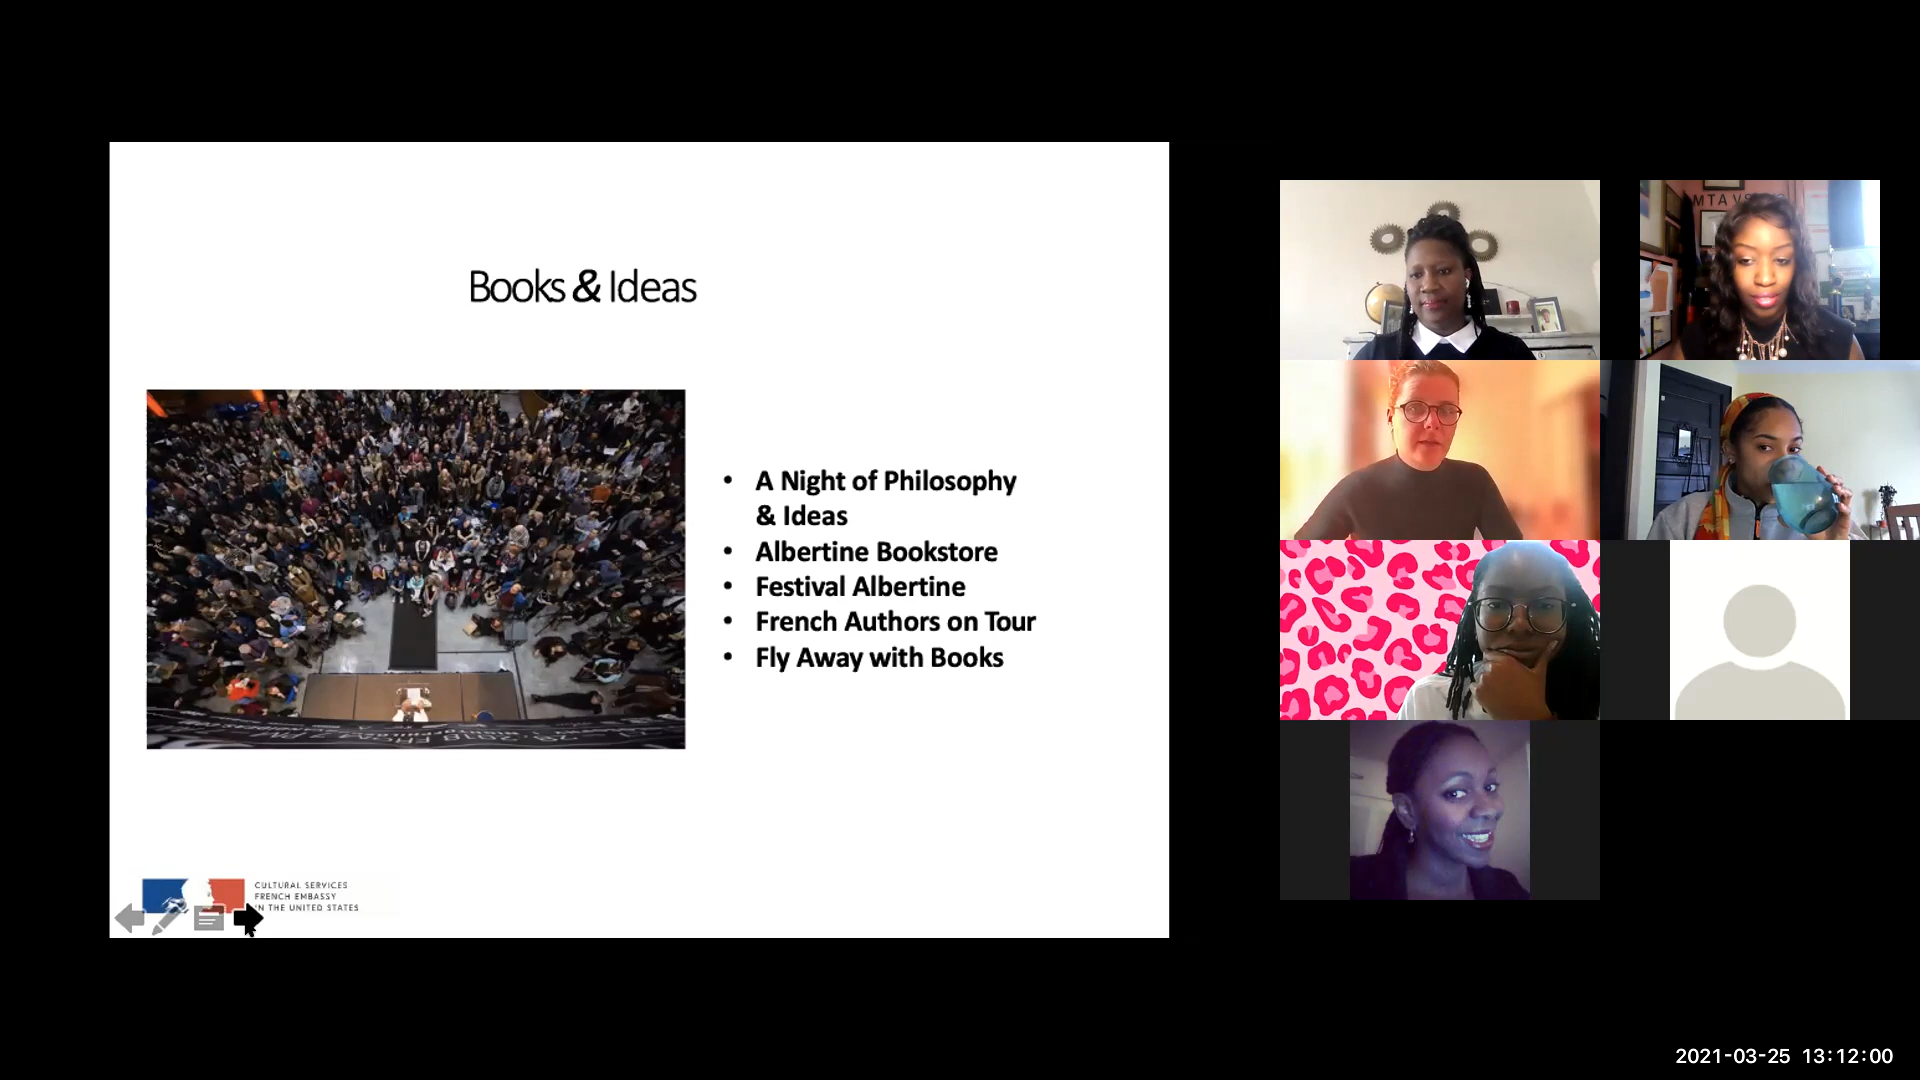 Books & Ideas
• A Night of Philosophy
& Ideas
• Albertine Bookstore
• Festival Albertine
• French Authors on Tour
• Fly Away with Books
CULTURAL SERVICES
FRENCH EMBASSY
IN THE UNITED STATES
MTA
2021-03-25 13:12:00